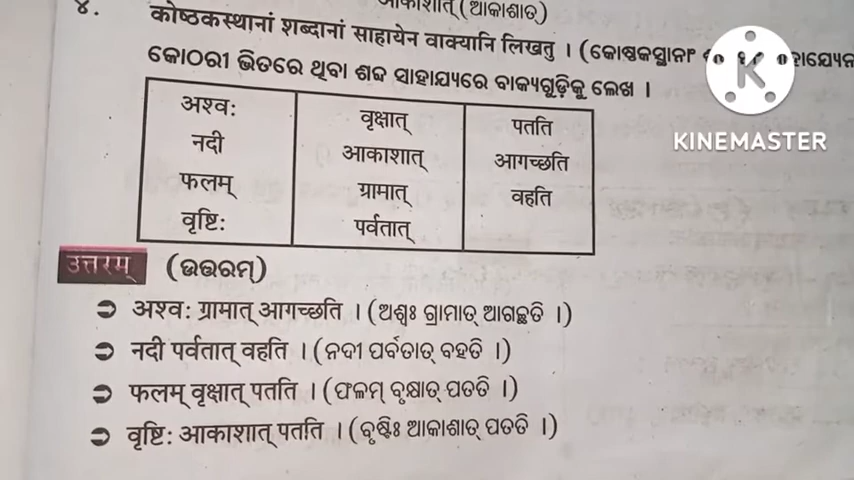 आकाशात् (ଆକାଶାତ୍)
४. कोष्ठकस्थानां शब्दानां साहायेन वाक्यानि लिखतु । (କୋଷ୍ଠକସ୍ଥାନାଂ
କୋଠରୀ ଭିତରେ ଥିବା ଶବ୍ଦ ସାହାଯ୍ୟରେ ବାକ୍ୟଗୁଡ଼ିକୁ ଲେଖ ।
KINEMASTER
अश्वः वृक्षात् पतति
नदी आकाशात् आगच्छति
फलम् ग्रामात् वहति
वृष्टिः पर्वतात्
उत्तरम् (ଉତ୍ତରମ୍)
अश्वः ग्रामात् आगच्छति । (ଅଶ୍ୱଃ ଗ୍ରାମାତ୍ ଆଗଚ୍ଛତି ।)
नदी पर्वतात् वहति । (ନଦୀ ପର୍ବତାତ୍ ବହତି ।)
फलम् वृक्षात् पतति । (ଫଳମ୍ ବୃକ୍ଷାତ୍ ପତତି ।)
वृष्टिः आकाशात् पतति । (ବୃଷ୍ଟିଃ ଆକାଶାତ୍ ପତତି ।)